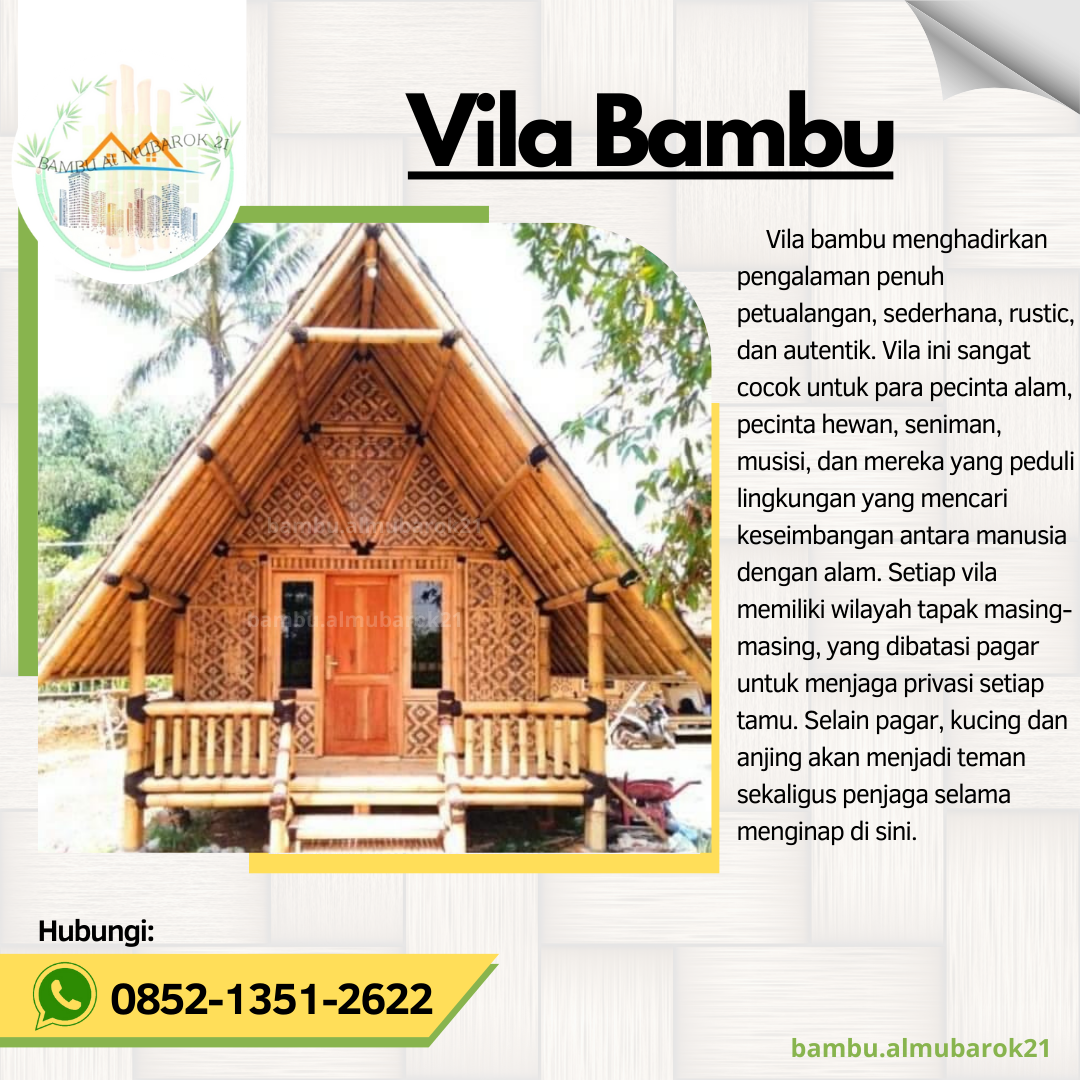 BAMBU AL MUBAROK 21
Vila Bambu
Vila bambu menghadirkan
pengalaman penuh
petualangan, sederhana, rustic,
dan autentik. Vila ini sangat
cocok untuk para pecinta alam,
pecinta hewan, seniman,
musisi, dan mereka yang peduli
lingkungan yang mencari
keseimbangan antara manusia
dengan alam. Setiap vila
memiliki wilayah tapak masing-
masing, yang dibatasi pagar
untuk menjaga privasi setiap
tamu. Selain pagar, kucing dan
anjing akan menjadi teman
sekaligus penjaga selama
menginap di sini.
bambu.almubarok21
bambu.almubarok21
Hubungi:
0852-1351-2622
bambu.almubarok21